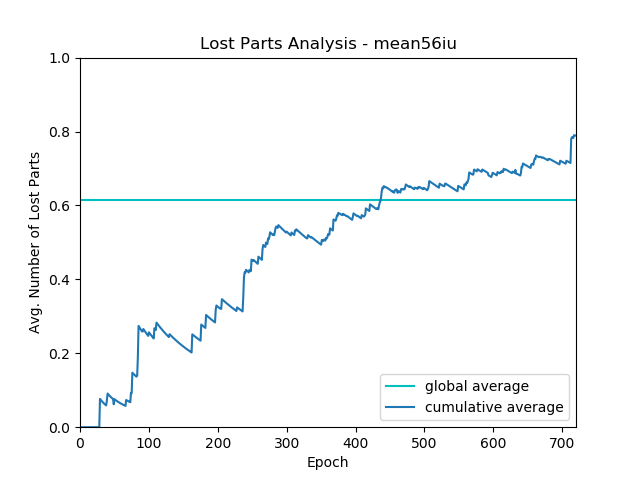 Lost Parts Analysis - mean56iu
1.0
0.8
0.6
0.4
0.2
0.0
Avg. Number of Lost Parts
0 100 200 300 400 500 600 700
Epoch
global average
cumulative average